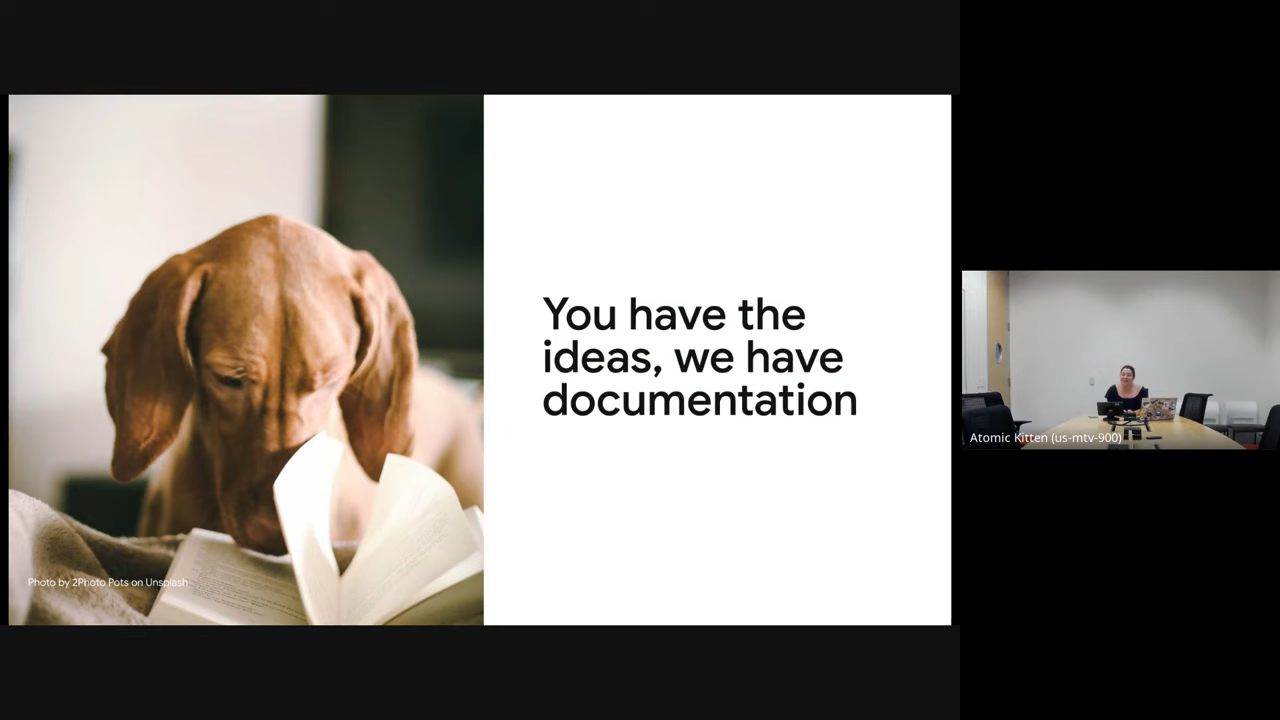 You have the
ideas, we have
documentation
Photo by 2Photo Pots on Unsplash
Atomic Kitten (us-mtv-900)